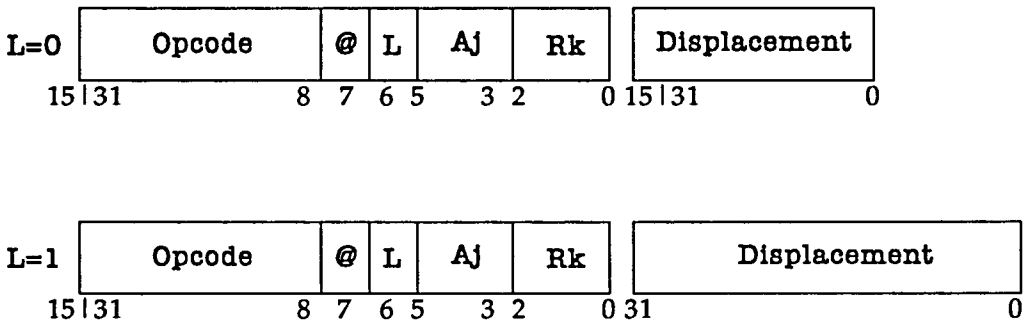 L=0 Opcode @ L Aj Rk Displacement
15|31 8 7 6 5 3 2 0 15|31 0
L=1 Opcode @ L Aj Rk Displacement
15|31 8 7 6 5 3 2 0 31 0